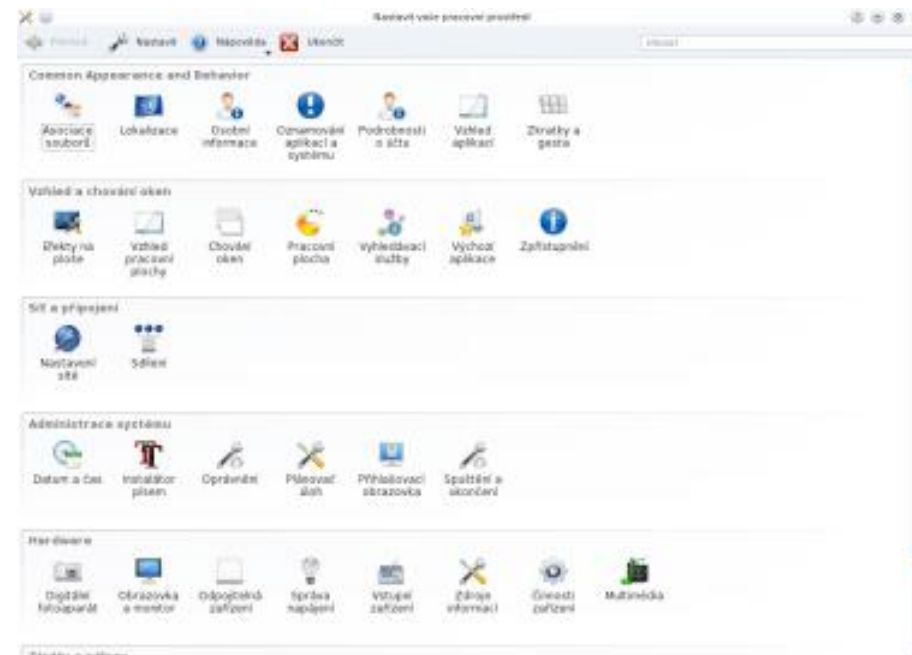 Nastavit vaše pracovní prostředí
Přehled Nastavit Nápověda Ukončit
Hledat
Common Appearance and Behavior
Asociace souborů
Lokalizace
Osobní informace
Oznamování aplikací a systému
Podrobnosti o účtu
Vzhled aplikací
Zkratky a gesta
Vzhled a chování oken
Efekty na ploše
Vzhled pracovní plochy
Chování oken
Pracovní plocha
Vyhledávací služby
Výchozí aplikace
Zpřístupnění
Síť a připojení
Nastavení sítě
Sdílení
Administrace systému
Datum a čas
Instalátor písem
Oprávnění
Plánovač úloh
Přihlašovací obrazovka
Spuštění a ukončení
Hardware
Digitální fotoaparát
Obrazovka a monitor
Odpojitelná zařízení
Správa napájení
Vstupní zařízení
Zdroje informací
Činnosti zařízení
Multimédia